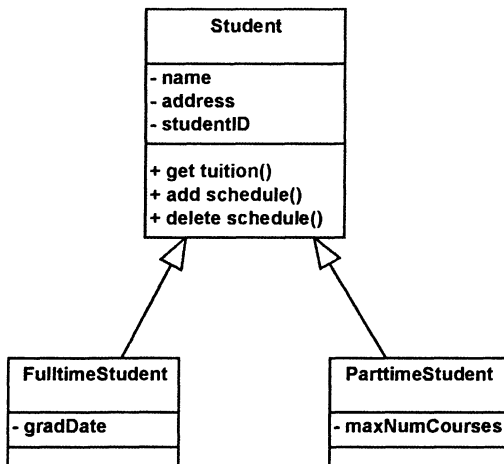 Student
- name
- address
- studentID
+ get tuition()
+ add schedule()
+ delete schedule()
FulltimeStudent
- gradDate
ParttimeStudent
- maxNumCourses